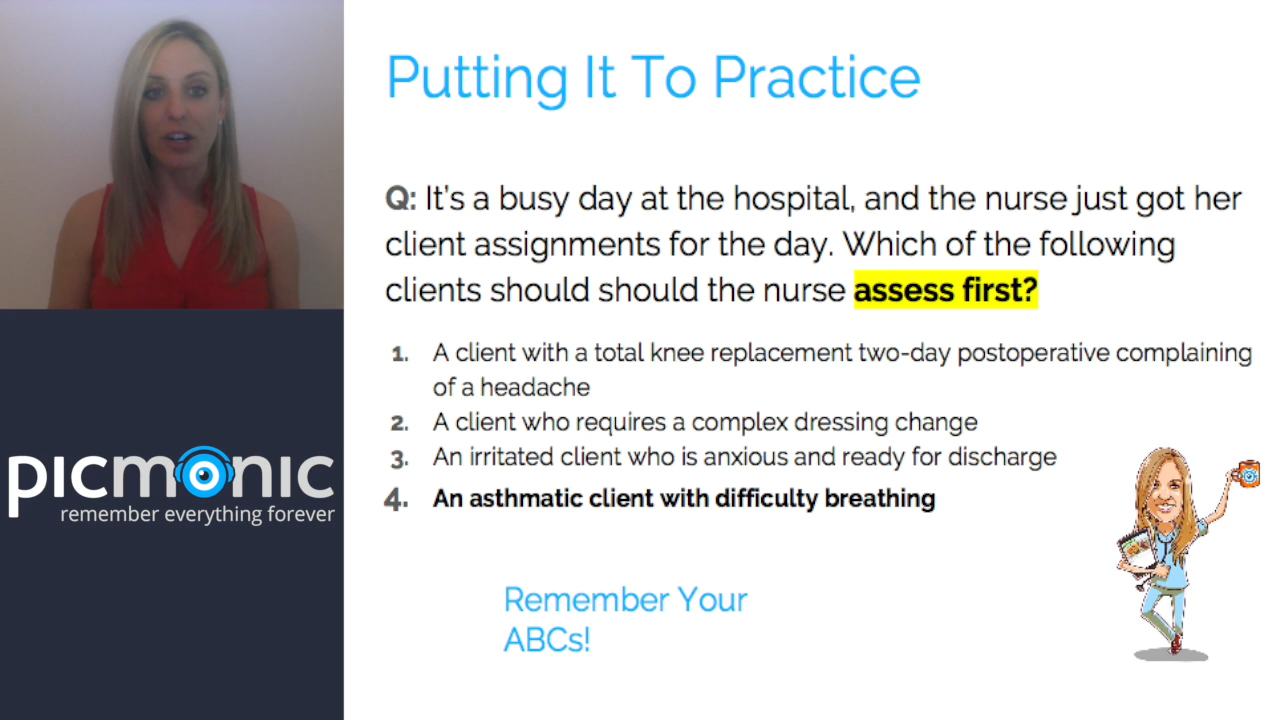 Putting It To Practice
Q: It's a busy day at the hospital, and the nurse just got her
client assignments for the day. Which of the following
clients should should the nurse assess first?
1. A client with a total knee replacement two-day postoperative complaining
of a headache
2. A client who requires a complex dressing change
3. An irritated client who is anxious and ready for discharge
4. An asthmatic client with difficulty breathing
Remember Your
ABCs!
picmonic
remember everything forever